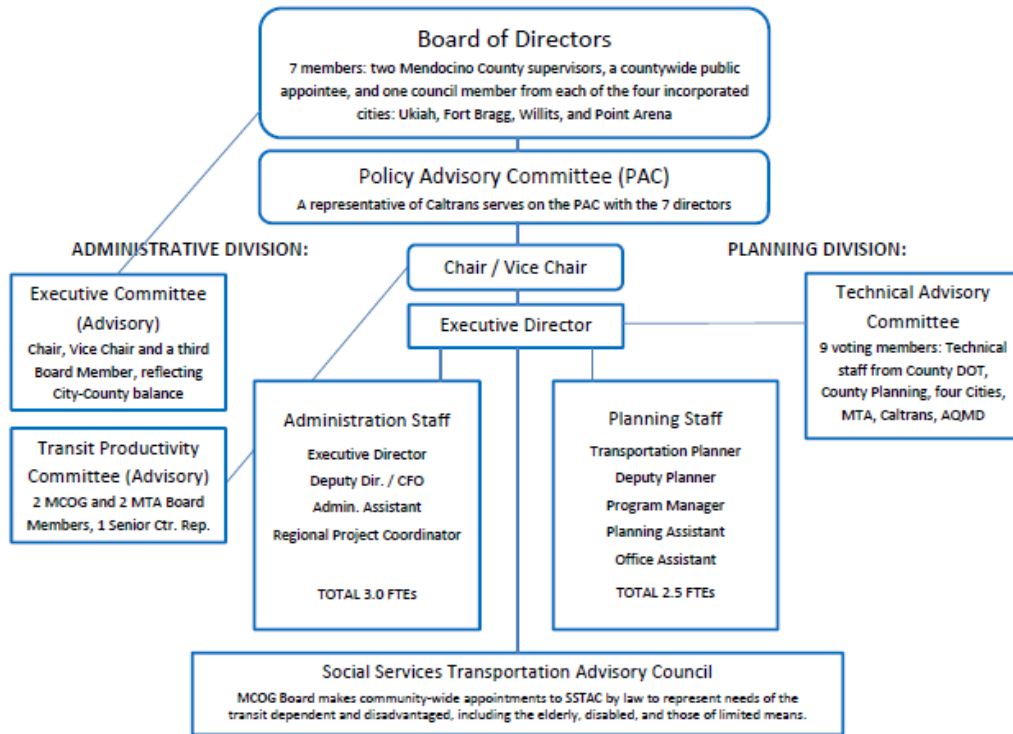 Board of Directors
7 members: two Mendocino County supervisors, a countywide public
appointee, and one council member from each of the four incorporated
cities: Ukiah, Fort Bragg, Willits, and Point Arena
Policy Advisory Committee (PAC)
A representative of Caltrans serves on the PAC with the 7 directors
ADMINISTRATIVE DIVISION:
PLANNING DIVISION:
Chair / Vice Chair
Executive Director
Executive Committee
(Advisory)
Chair, Vice Chair and a third
Board Member, reflecting
City-County balance
Transit Productivity
Committee (Advisory)
2 MCOG and 2 MTA Board
Members, 1 Senior Ctr. Rep.
Technical Advisory
Committee
9 voting members: Technical
staff from County DOT,
County Planning, four Cities,
MTA, Caltrans, AQMD
Administration Staff
Executive Director
Deputy Dir. / CFO
Admin. Assistant
Regional Project Coordinator
TOTAL 3.0 FTEs
Planning Staff
Transportation Planner
Deputy Planner
Program Manager
Planning Assistant
Office Assistant
TOTAL 2.5 FTEs
Social Services Transportation Advisory Council
MCOG Board makes community-wide appointments to SSTAC by law to represent needs of the
transit dependent and disadvantaged, including the elderly, disabled, and those of limited means.